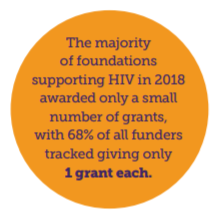 The majority
of foundations
supporting HIV in 2018
awarded only a small
number of grants,
with 68% of all funders
tracked giving only
1 grant each.